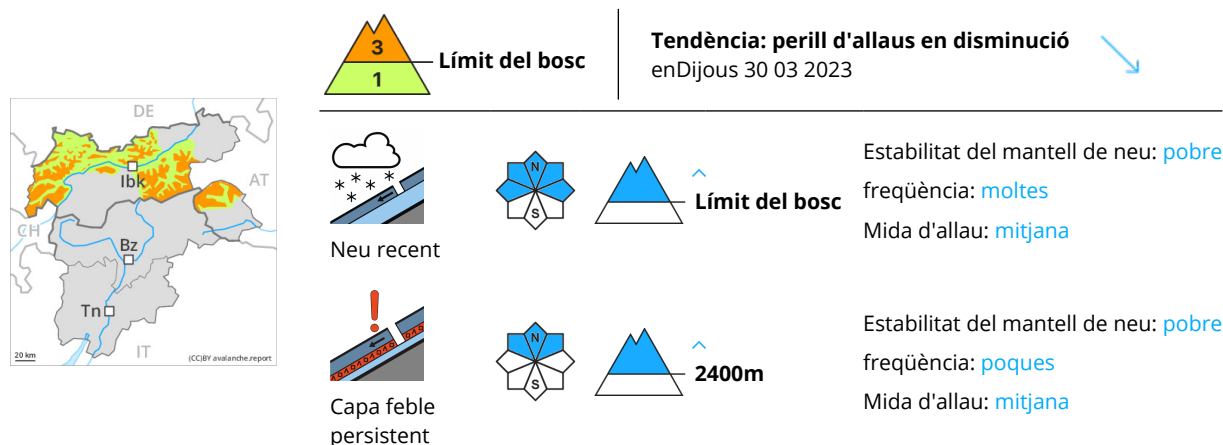 3
1
Límit del bosc
Tendència: perill d'allaus en disminució
enDijous 30 03 2023
DE
AT
CH
IT
Ibk
Bz
Tn
20 km
(CC)BY avalanche.report
N
S
Límit del bosc
Neu recent
Estabilitat del mantell de neu: pobre
freqüència: moltes
Mida d'allau: mitjana
N
S
2400m
Capa feble
persistent
Estabilitat del mantell de neu: pobre
freqüència: poques
Mida d'allau: mitjana